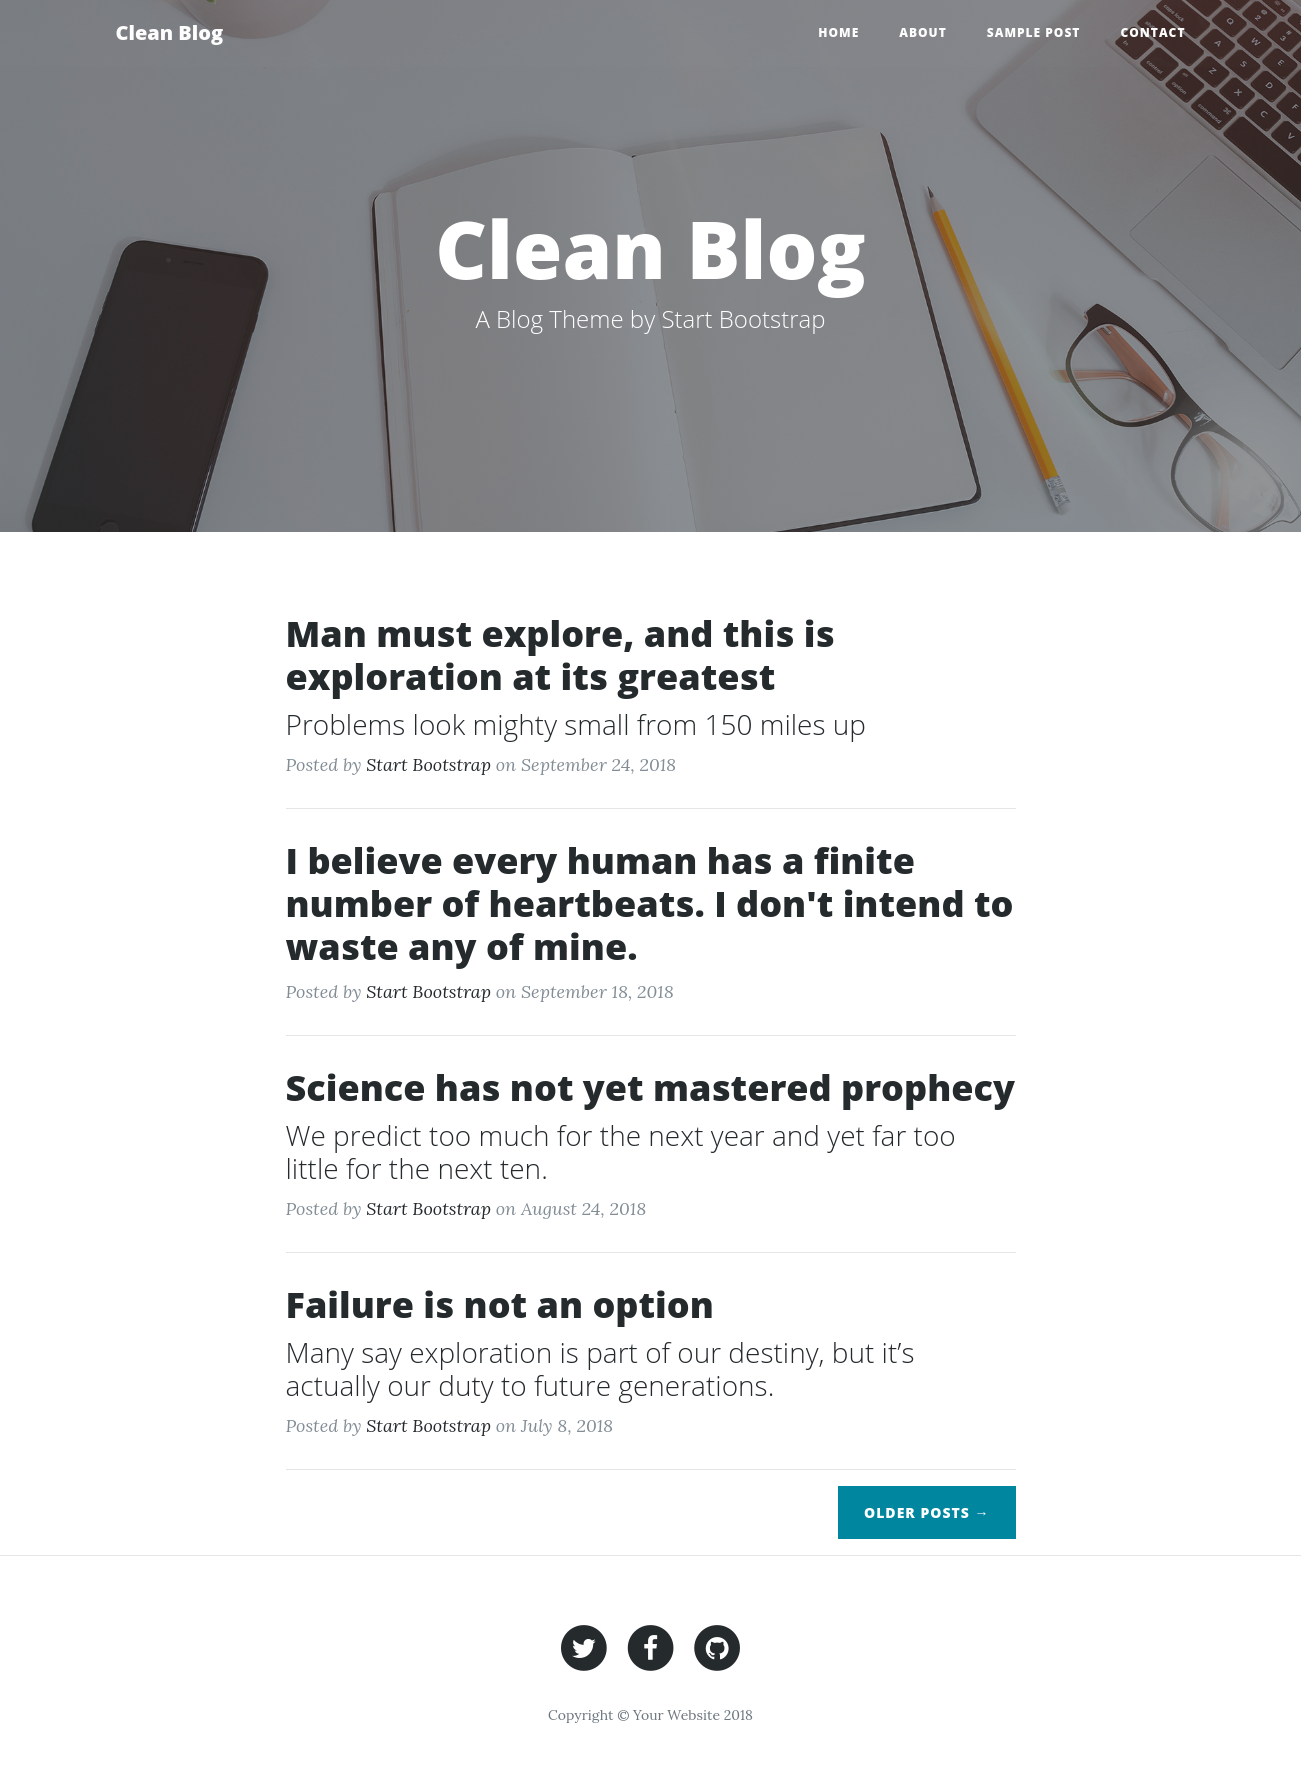 Clean Blog
HOME ABOUT SAMPLE POST CONTACT
Clean Blog
A Blog Theme by Start Bootstrap
Man must explore, and this is
exploration at its greatest
Problems look mighty small from 150 miles up
Posted by Start Bootstrap on September 24, 2018
I believe every human has a finite
number of heartbeats. I don't intend to
waste any of mine.
Posted by Start Bootstrap on September 18, 2018
Science has not yet mastered prophecy
We predict too much for the next year and yet far too
little for the next ten.
Posted by Start Bootstrap on August 24, 2018
Failure is not an option
Many say exploration is part of our destiny, but it’s
actually our duty to future generations.
Posted by Start Bootstrap on July 8, 2018
OLDER POSTS →
Copyright © Your Website 2018